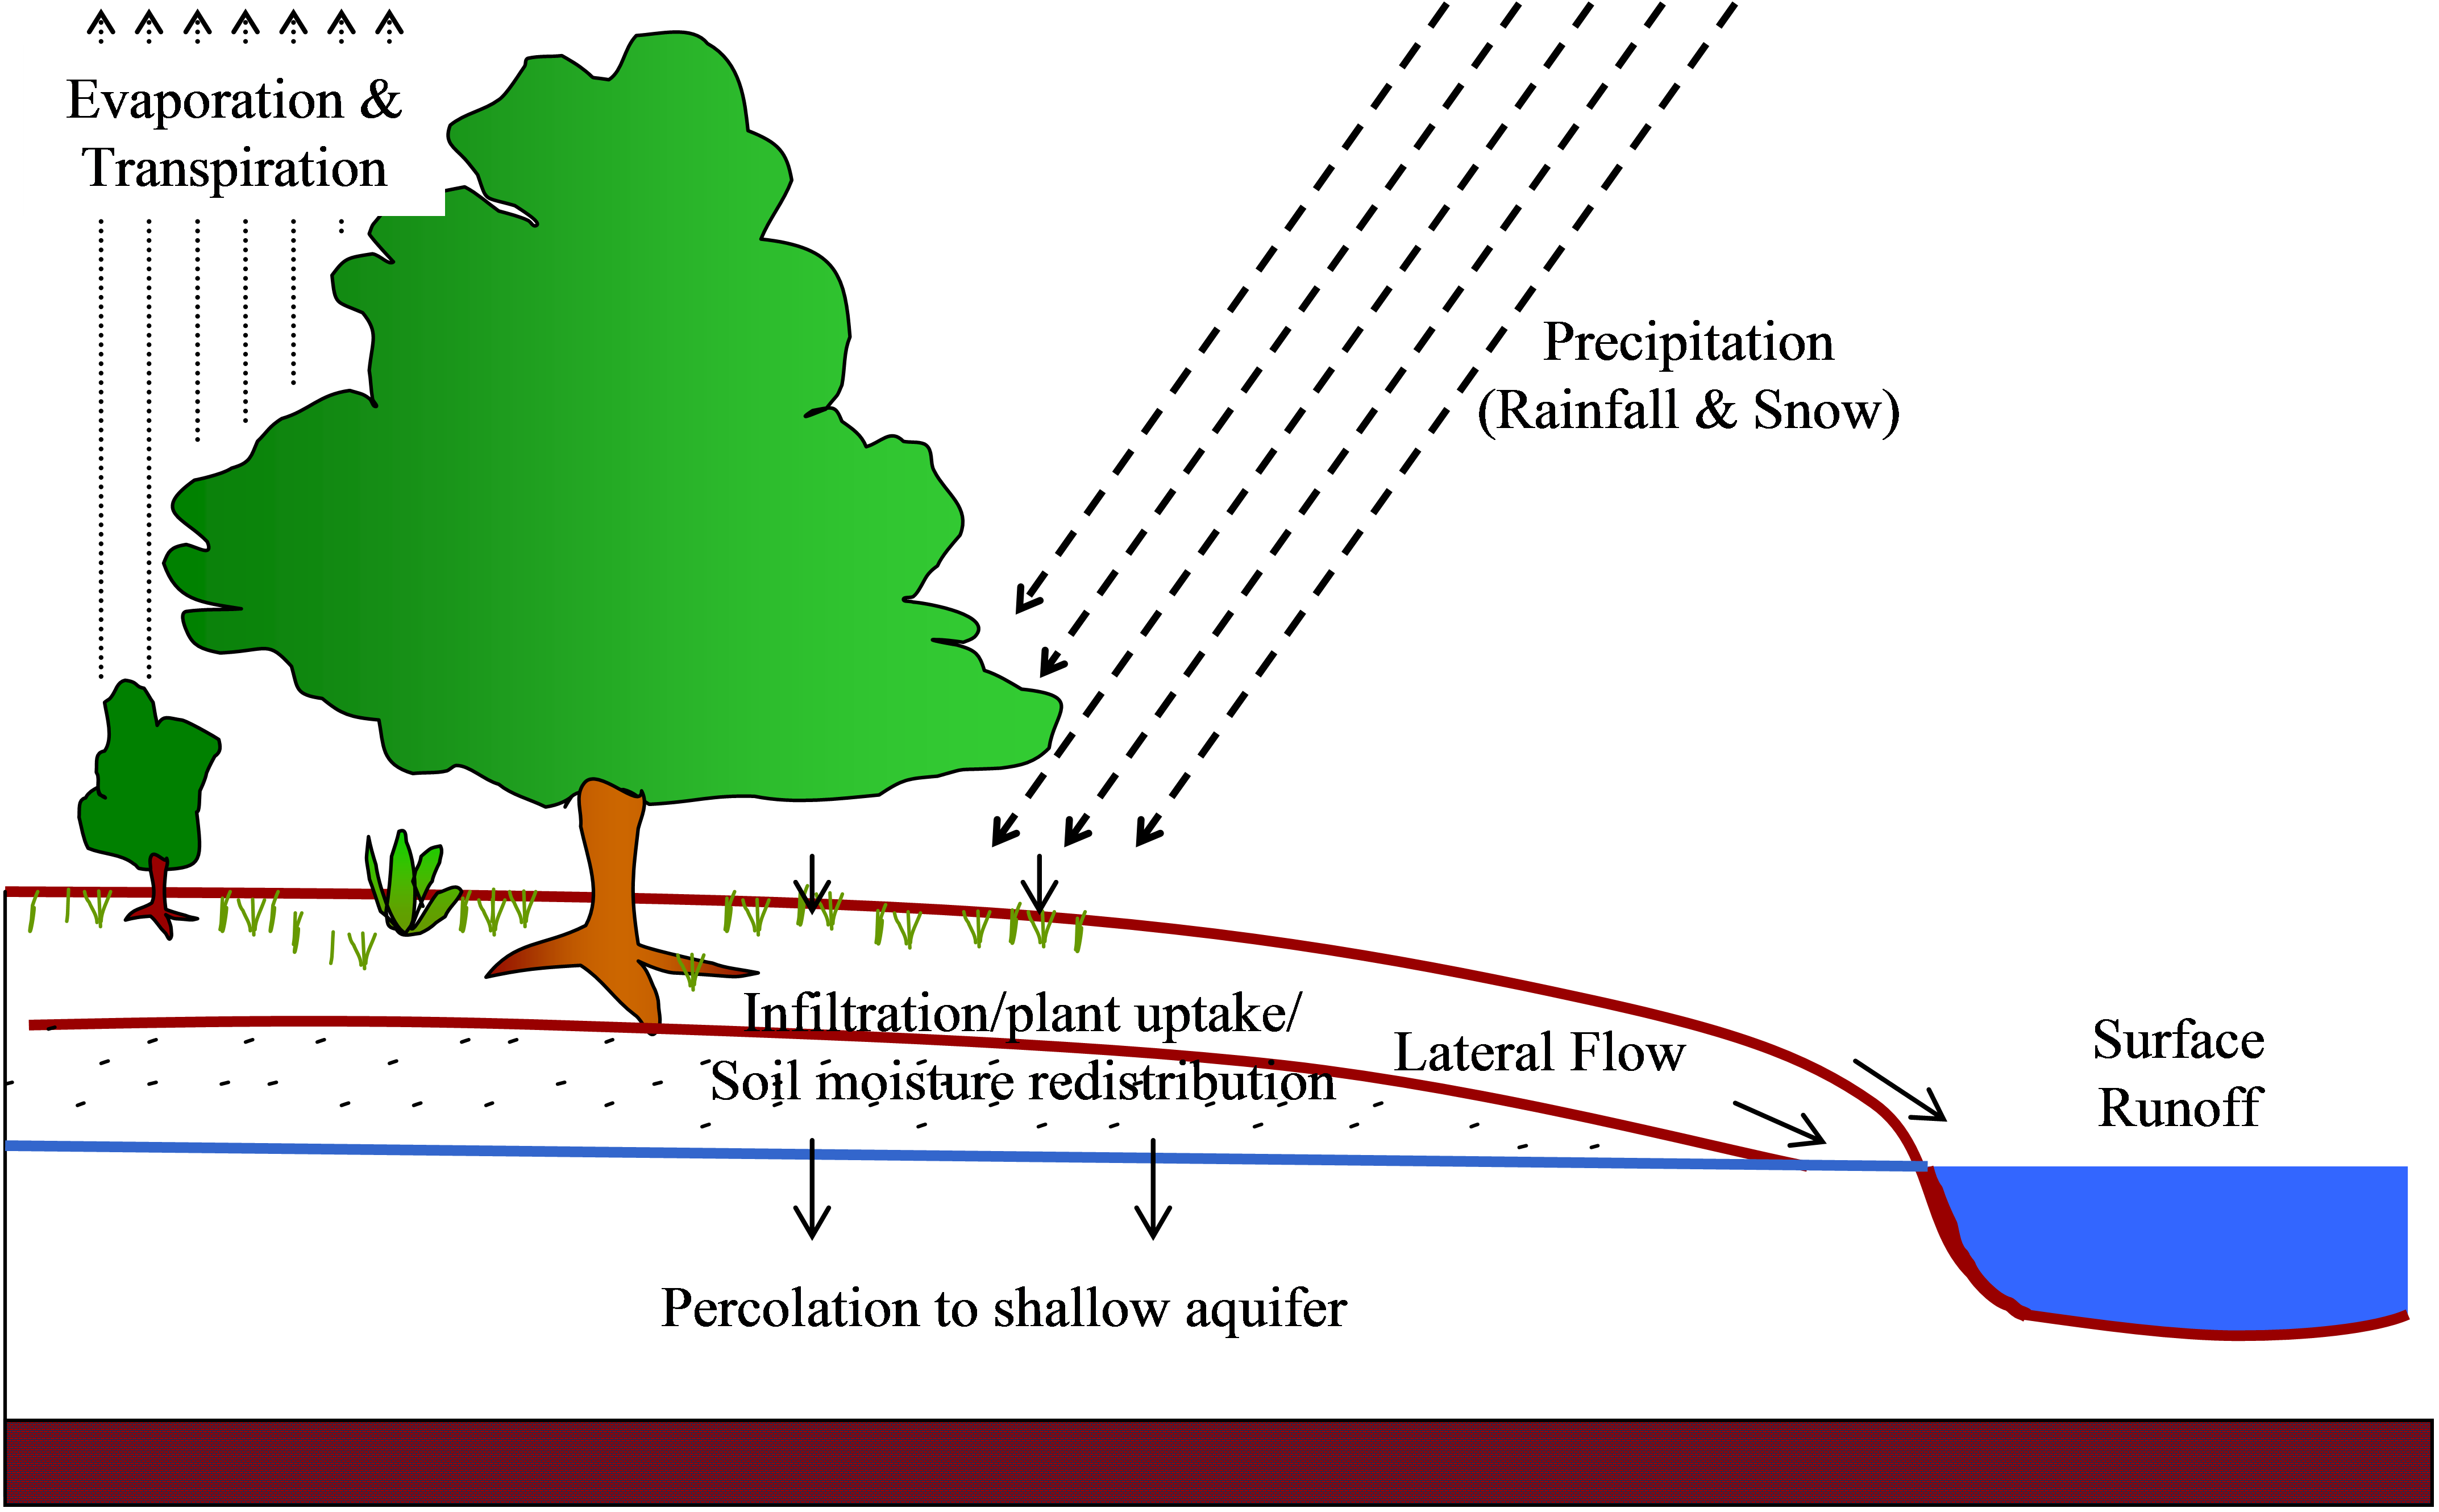 Evaporation &
Transpiration
Precipitation
(Rainfall & Snow)
Infiltration/plant uptake/
Soil moisture redistribution
Lateral Flow
Surface
Runoff
Percolation to shallow aquifer